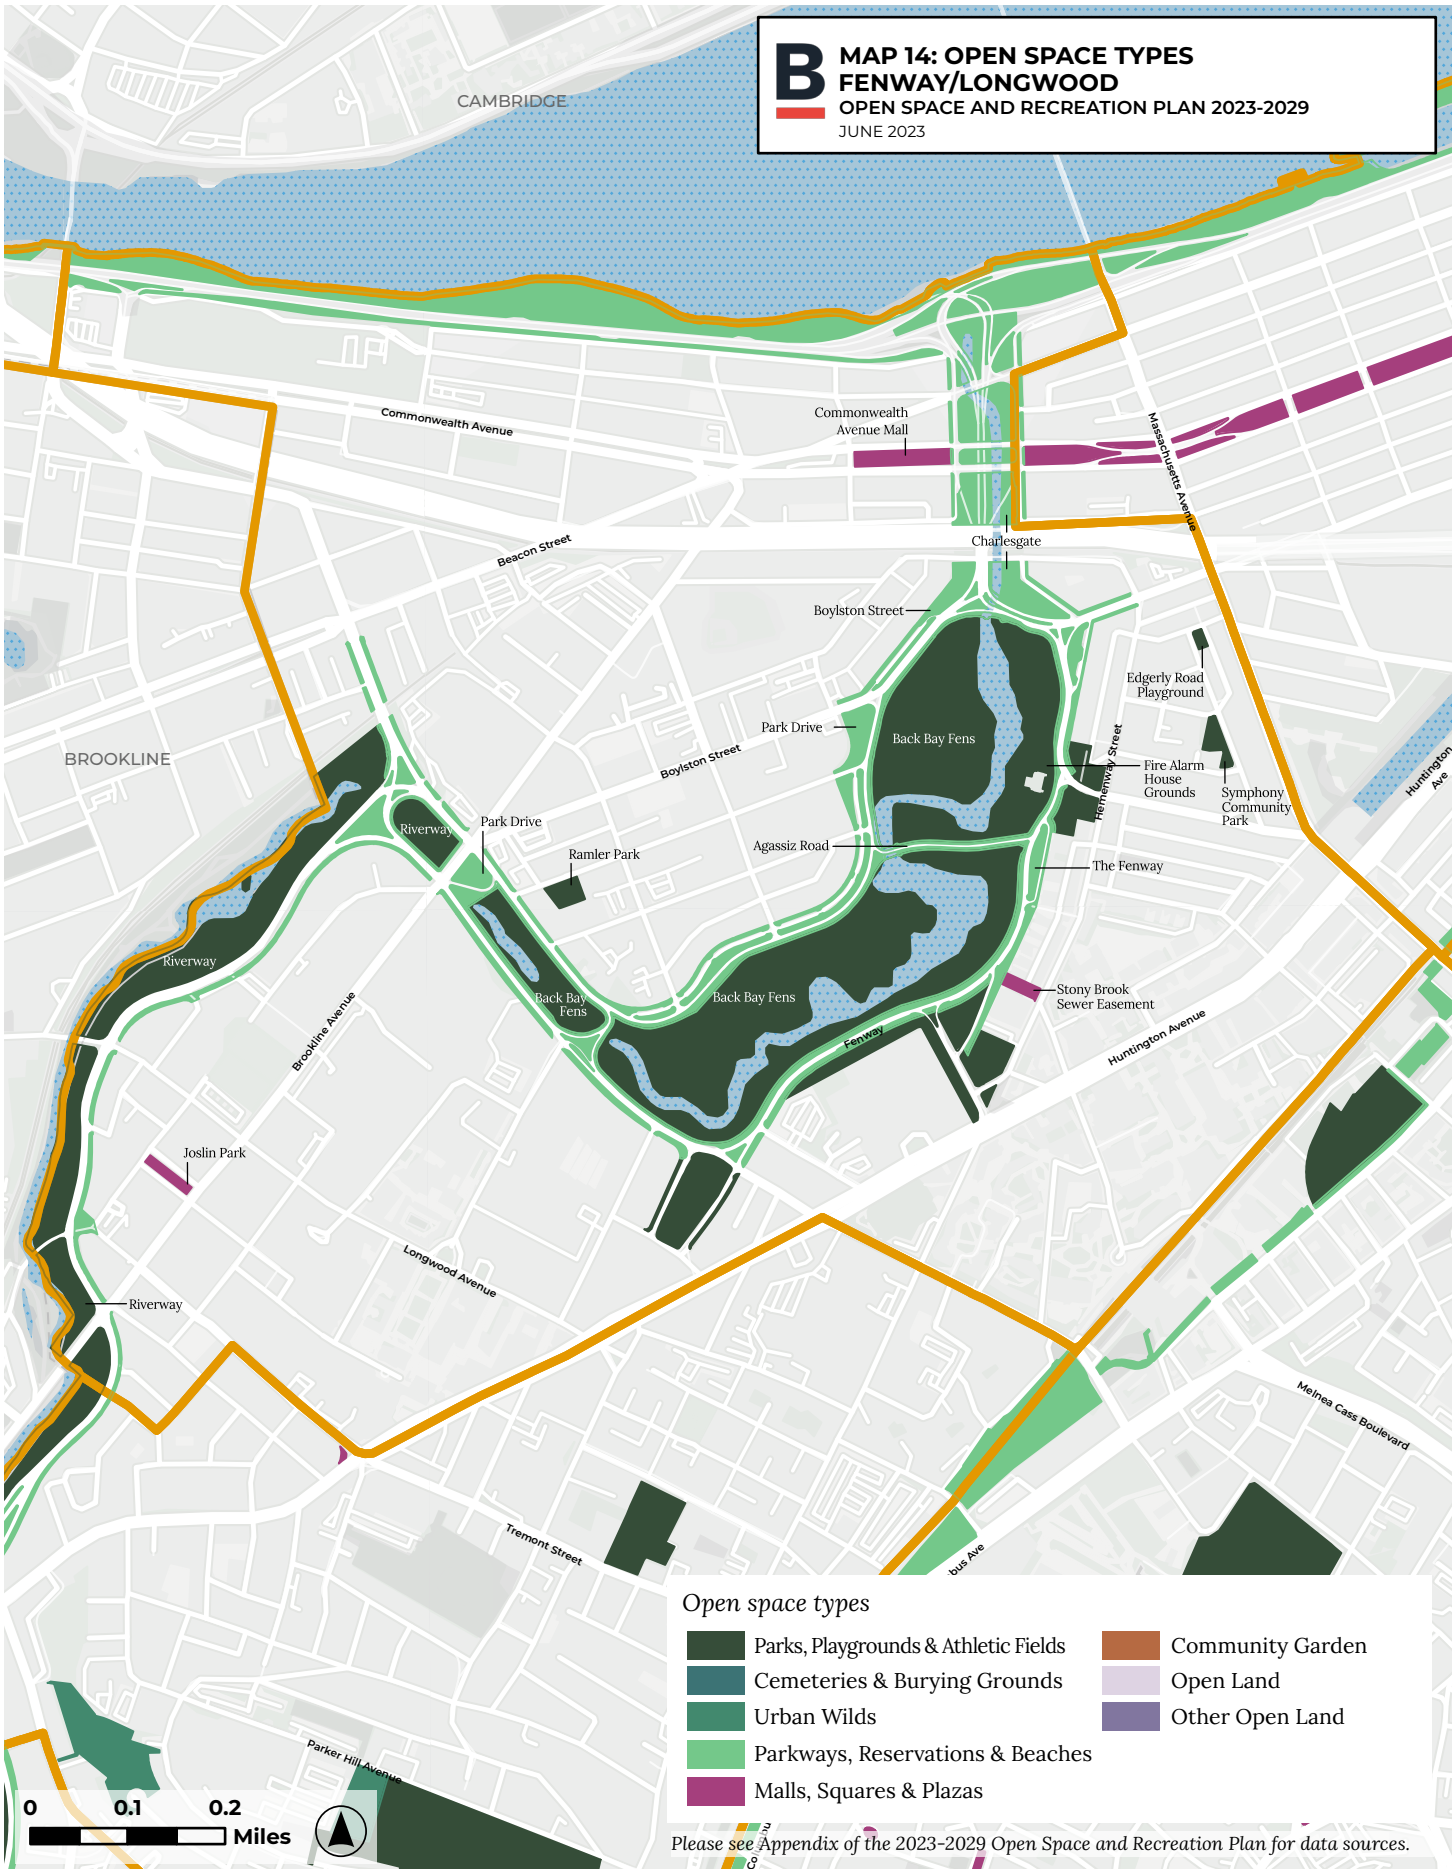 B
MAP 14: OPEN SPACE TYPES
FENWAY/LONGWOOD
OPEN SPACE AND RECREATION PLAN 2023-2029
JUNE 2023
CAMBRIDGE
Commonwealth Avenue
Commonwealth
Avenue Mall
Massachusetts Avenue
Beacon Street
Charlesgate
Boylston Street
Edgerly Road
Playground
Park Drive
Boylston Street
Back Bay Fens
Hemenway Street
Fire Alarm
House
Grounds
Symphony
Community
Park
Huntington
Ave
BROOKLINE
Riverway
Park Drive
Ramler Park
Agassiz Road
The Fenway
Riverway
Back Bay
Fens
Back Bay Fens
Stony Brook
Sewer Easement
Brookline Avenue
Fenway
Huntington Avenue
Joslin Park
Longwood Avenue
Riverway
Melnea Cass Boulevard
Tremont Street
bus Ave
Parker Hill Avenue
Open space types
Parks, Playgrounds & Athletic Fields
Cemeteries & Burying Grounds
Urban Wilds
Parkways, Reservations & Beaches
Malls, Squares & Plazas
Community Garden
Open Land
Other Open Land
0 0.1 0.2
Miles
Columbu
Please see Appendix of the 2023-2029 Open Space and Recreation Plan for data sources.